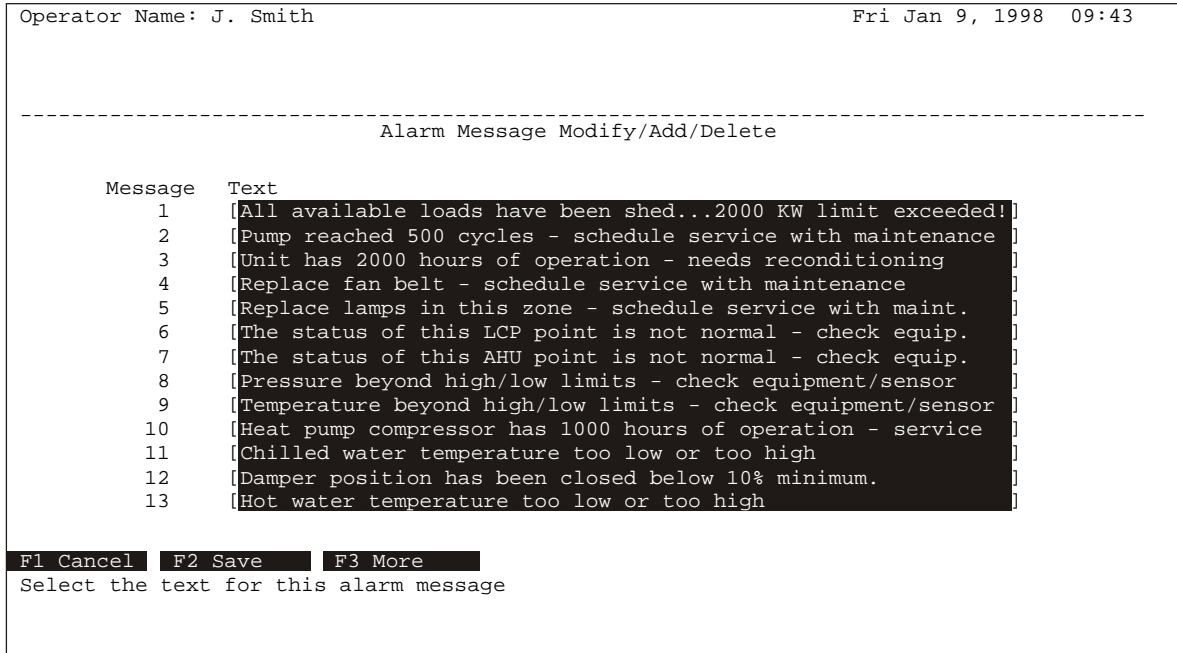 Operator Name: J. Smith Fri Jan 9, 1998 09:43
----------------------------------------------------------------------------------------
Alarm Message Modify/Add/Delete
Message Text
1 [All available loads have been shed...2000 KW limit exceeded!]
2 [Pump reached 500 cycles - schedule service with maintenance ]
3 [Unit has 2000 hours of operation - needs reconditioning ]
4 [Replace fan belt - schedule service with maintenance ]
5 [Replace lamps in this zone - schedule service with maint. ]
6 [The status of this LCP point is not normal - check equip. ]
7 [The status of this AHU point is not normal - check equip. ]
8 [Pressure beyond high/low limits - check equipment/sensor ]
9 [Temperature beyond high/low limits - check equipment/sensor ]
10 [Heat pump compressor has 1000 hours of operation - service ]
11 [Chilled water temperature too low or too high ]
12 [Damper position has been closed below 10% minimum. ]
13 [Hot water temperature too low or too high ]
F1 Cancel F2 Save F3 More
Select the text for this alarm message